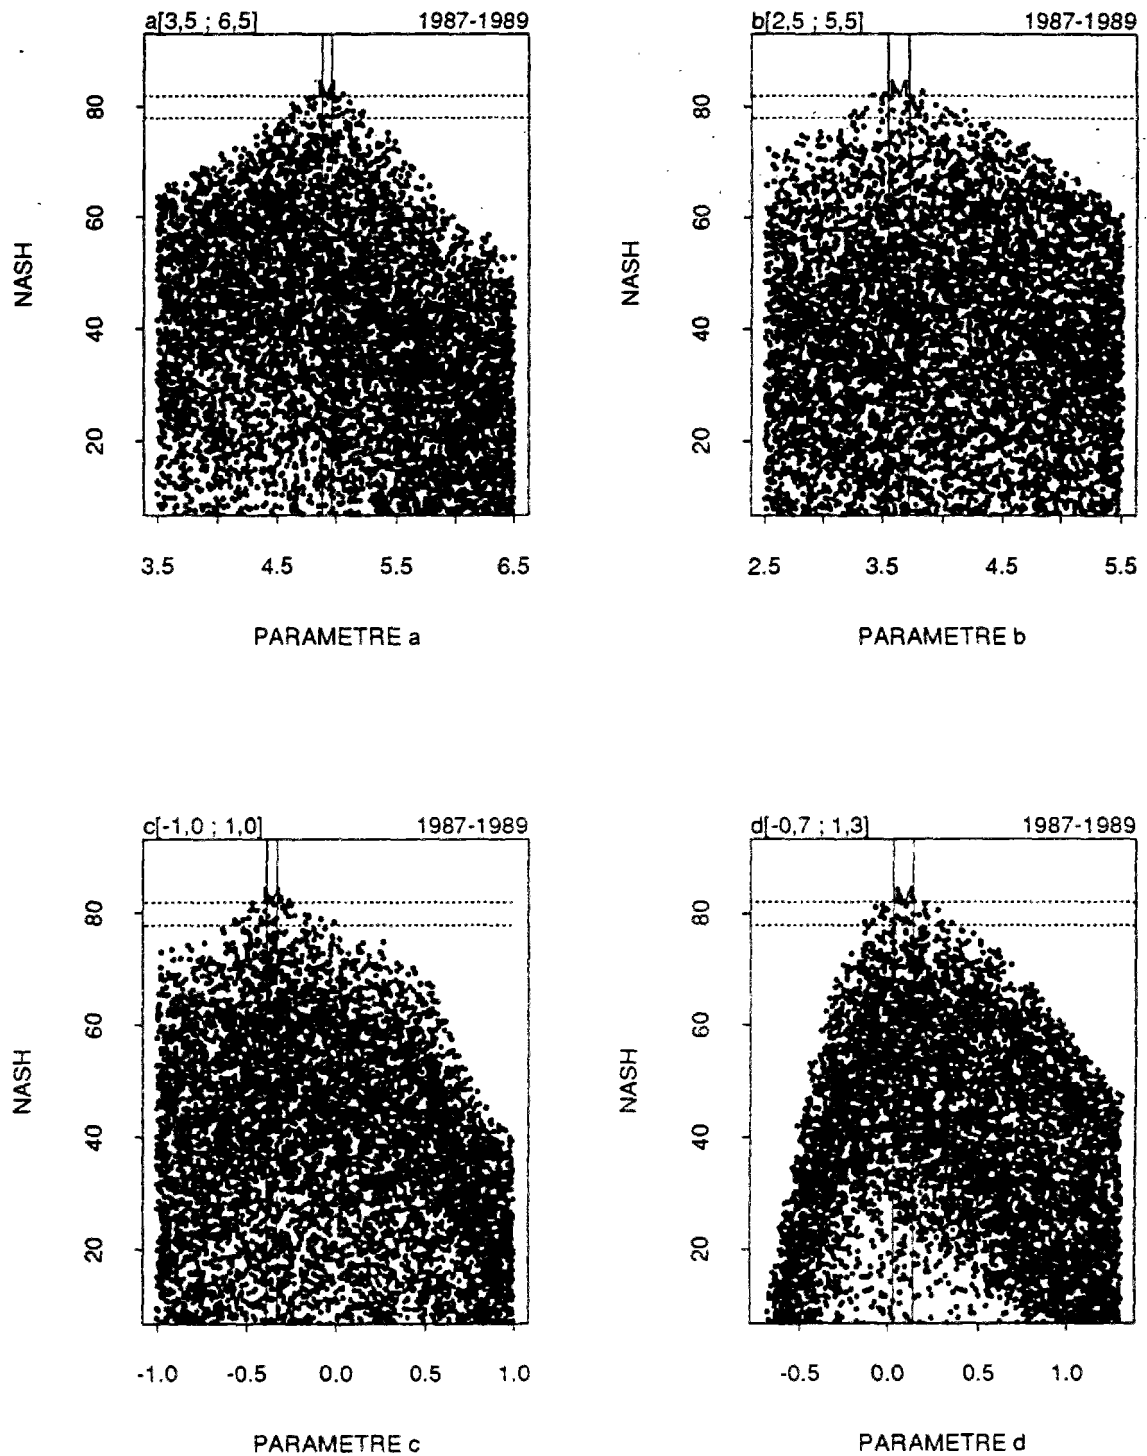 a[3,5 ; 6,5] 1987-1989
NASH
80
60
40
20
3.5 4.5 5.5 6.5
PARAMETRE a
b[2,5 ; 5,5] 1987-1989
NASH
80
60
40
20
2.5 3.5 4.5 5.5
PARAMETRE b
c[-1,0 ; 1,0] 1987-1989
NASH
80
60
40
20
-1.0 -0.5 0.0 0.5 1.0
PARAMETRE c
d[-0,7 ; 1,3] 1987-1989
NASH
80
60
40
20
-0.5 0.0 0.5 1.0
PARAMETRE d